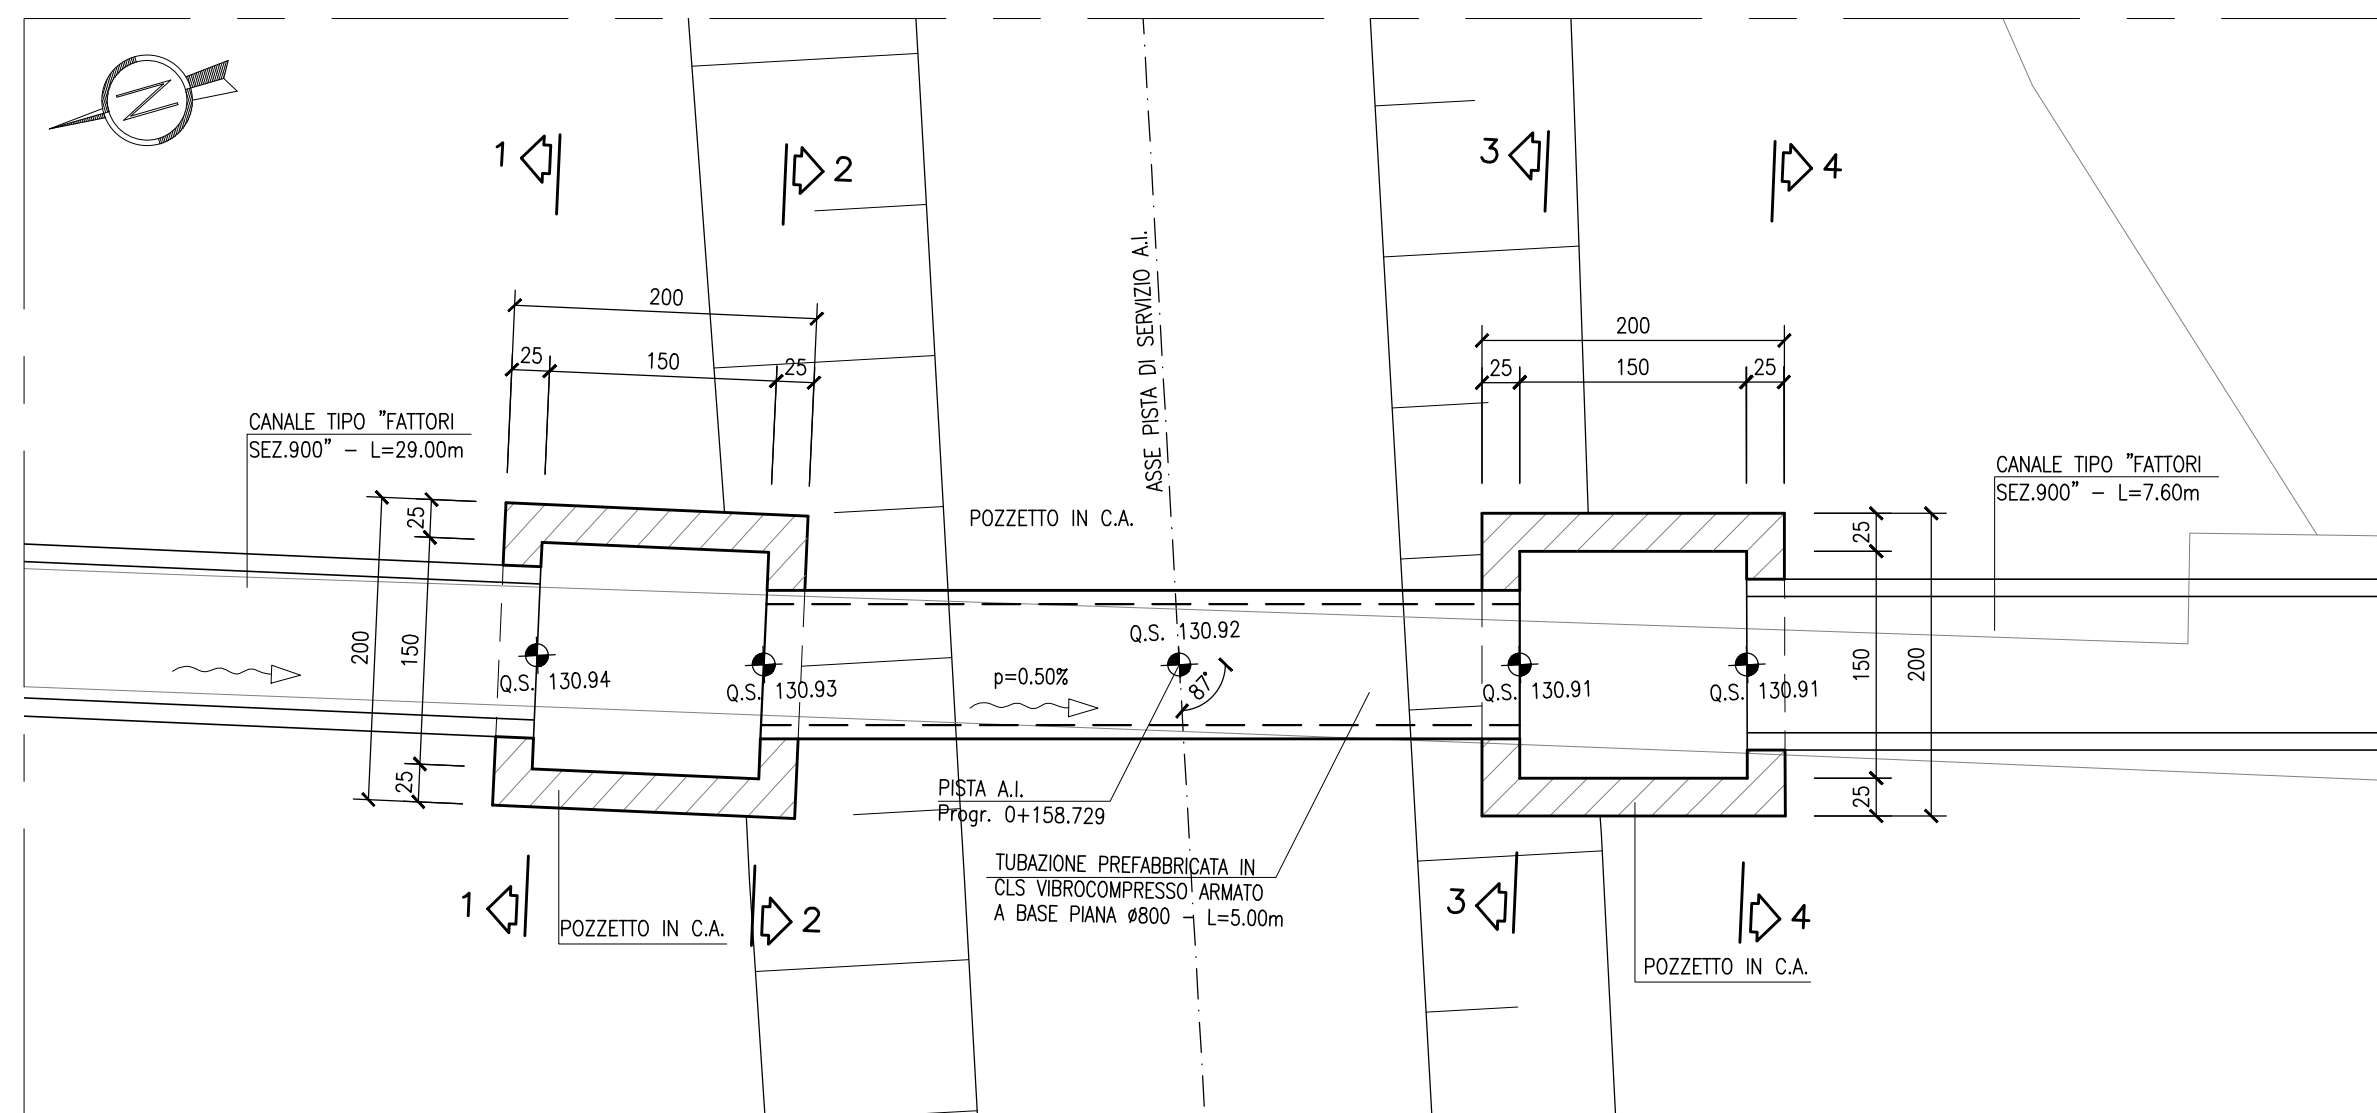 N
1
2
3
4
200
25
150
25
200
25
150
25
ASSE PISTA DI SERVIZIO A.I.
CANALE TIPO "FATTORI
SEZ.900" - L=29.00m
CANALE TIPO "FATTORI
SEZ.900" - L=7.60m
POZZETTO IN C.A.
25
150
25
200
25
150
25
200
Q.S. 130.94
Q.S. 130.93
p=0.50%
Q.S. 130.92
87°
Q.S. 130.91
Q.S. 130.91
PISTA A.I.
Progr. 0+158.729
TUBAZIONE PREFABBRICATA IN
CLS VIBROCOMPRESSO ARMATO
A BASE PIANA ø800 - L=5.00m
1
2
3
4
POZZETTO IN C.A.
POZZETTO IN C.A.